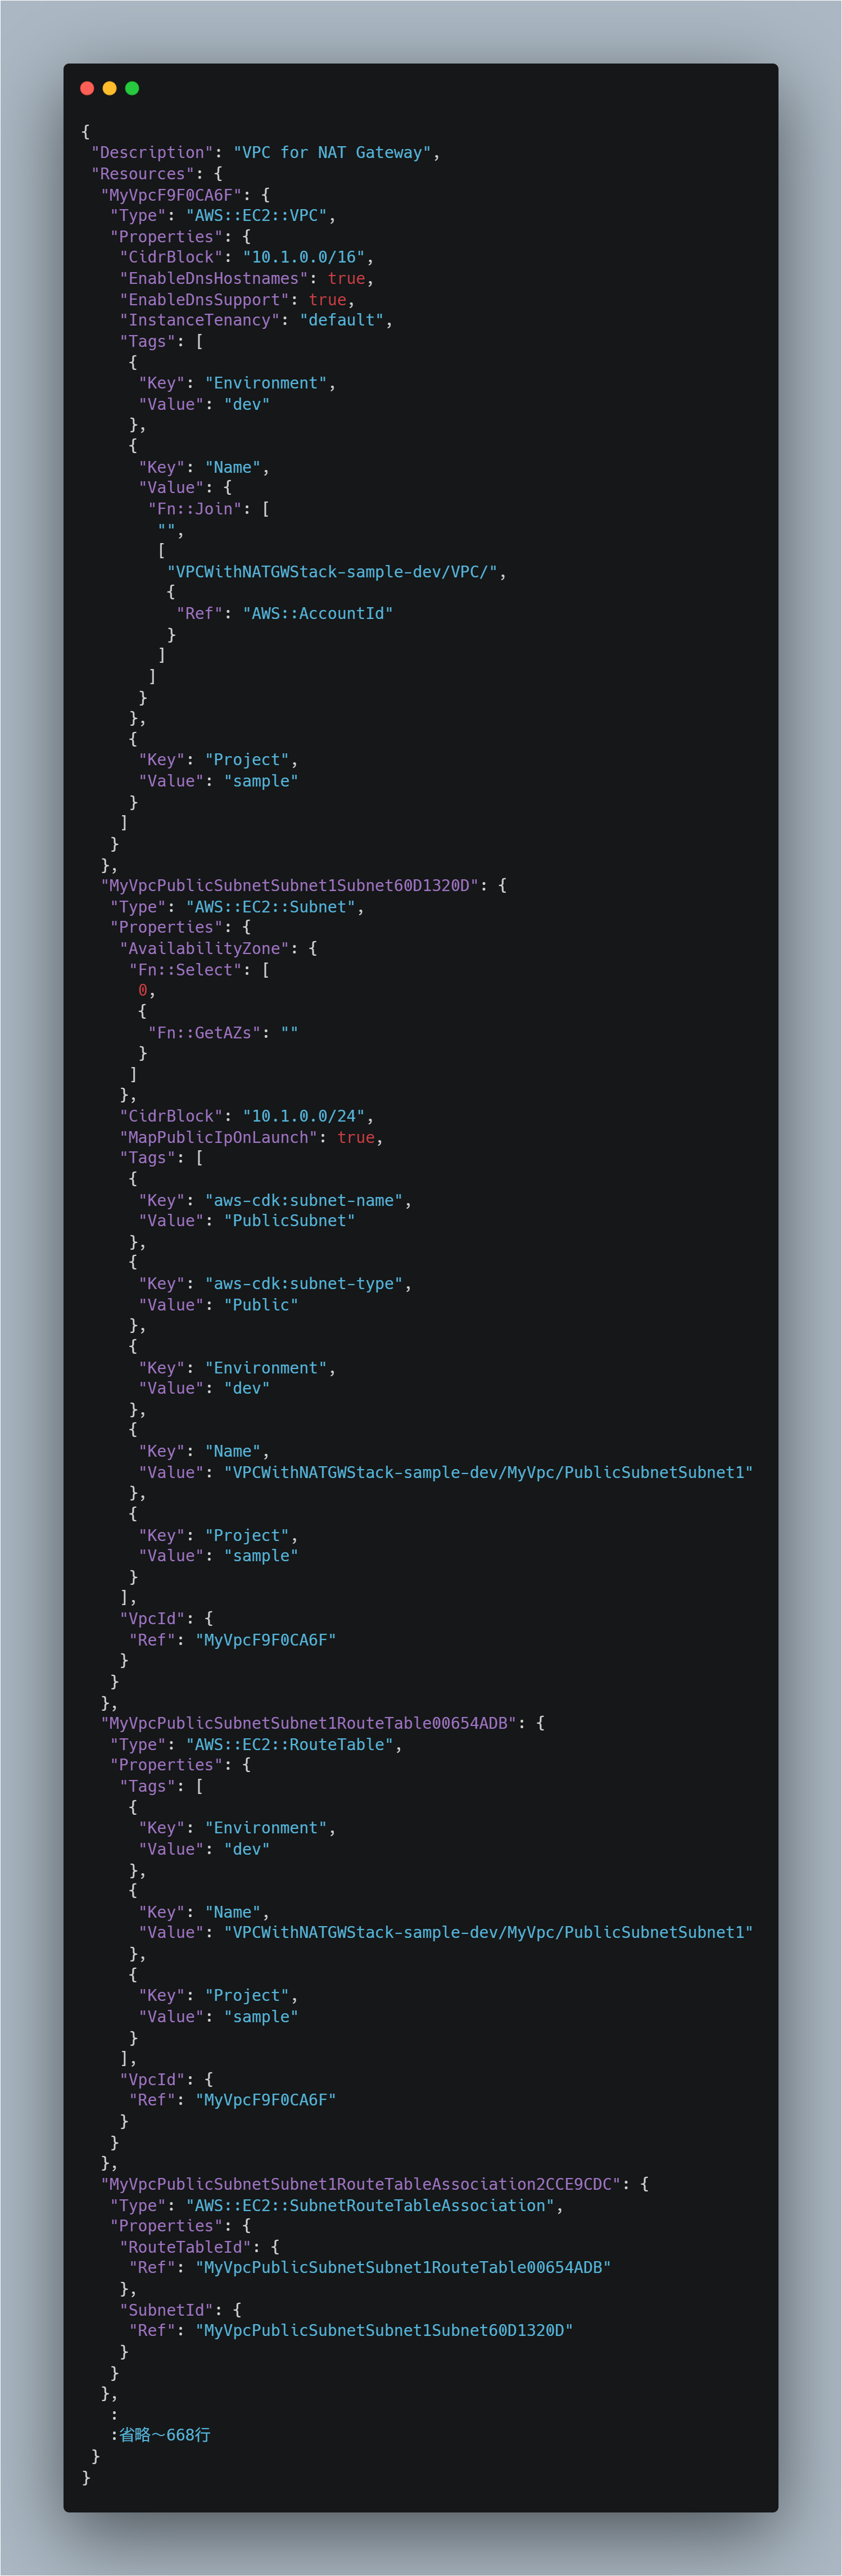 {
 "Description": "VPC for NAT Gateway",
 "Resources": {
  "MyVpcF9F0CA6F": {
   "Type": "AWS::EC2::VPC",
   "Properties": {
    "CidrBlock": "10.1.0.0/16",
    "EnableDnsHostnames": true,
    "EnableDnsSupport": true,
    "InstanceTenancy": "default",
    "Tags": [
     {
      "Key": "Environment",
      "Value": "dev"
     },
     {
      "Key": "Name",
      "Value": {
       "Fn::Join": [
        "",
        [
         "VPCWithNATGWStack-sample-dev/VPC/",
         {
          "Ref": "AWS::AccountId"
         }
        ]
       ]
      }
     },
     {
      "Key": "Project",
      "Value": "sample"
     }
    ]
   }
  },
  "MyVpcPublicSubnetSubnet1Subnet60D1320D": {
   "Type": "AWS::EC2::Subnet",
   "Properties": {
    "AvailabilityZone": {
     "Fn::Select": [
      0,
      {
       "Fn::GetAZs": ""
      }
     ]
    },
    "CidrBlock": "10.1.0.0/24",
    "MapPublicIpOnLaunch": true,
    "Tags": [
     {
      "Key": "aws-cdk:subnet-name",
      "Value": "PublicSubnet"
     },
     {
      "Key": "aws-cdk:subnet-type",
      "Value": "Public"
     },
     {
      "Key": "Environment",
      "Value": "dev"
     },
     {
      "Key": "Name",
      "Value": "VPCWithNATGWStack-sample-dev/MyVpc/PublicSubnetSubnet1"
     },
     {
      "Key": "Project",
      "Value": "sample"
     }
    ],
    "VpcId": {
     "Ref": "MyVpcF9F0CA6F"
    }
   }
  },
  "MyVpcPublicSubnetSubnet1RouteTable00654ADB": {
   "Type": "AWS::EC2::RouteTable",
   "Properties": {
    "Tags": [
     {
      "Key": "Environment",
      "Value": "dev"
     },
     {
      "Key": "Name",
      "Value": "VPCWithNATGWStack-sample-dev/MyVpc/PublicSubnetSubnet1"
     },
     {
      "Key": "Project",
      "Value": "sample"
     }
    ],
    "VpcId": {
     "Ref": "MyVpcF9F0CA6F"
    }
   }
  },
  "MyVpcPublicSubnetSubnet1RouteTableAssociation2CCE9CDC": {
   "Type": "AWS::EC2::SubnetRouteTableAssociation",
   "Properties": {
    "RouteTableId": {
     "Ref": "MyVpcPublicSubnetSubnet1RouteTable00654ADB"
    },
    "SubnetId": {
     "Ref": "MyVpcPublicSubnetSubnet1Subnet60D1320D"
    }
   }
  },
   :
   :省略～668行
 }
}